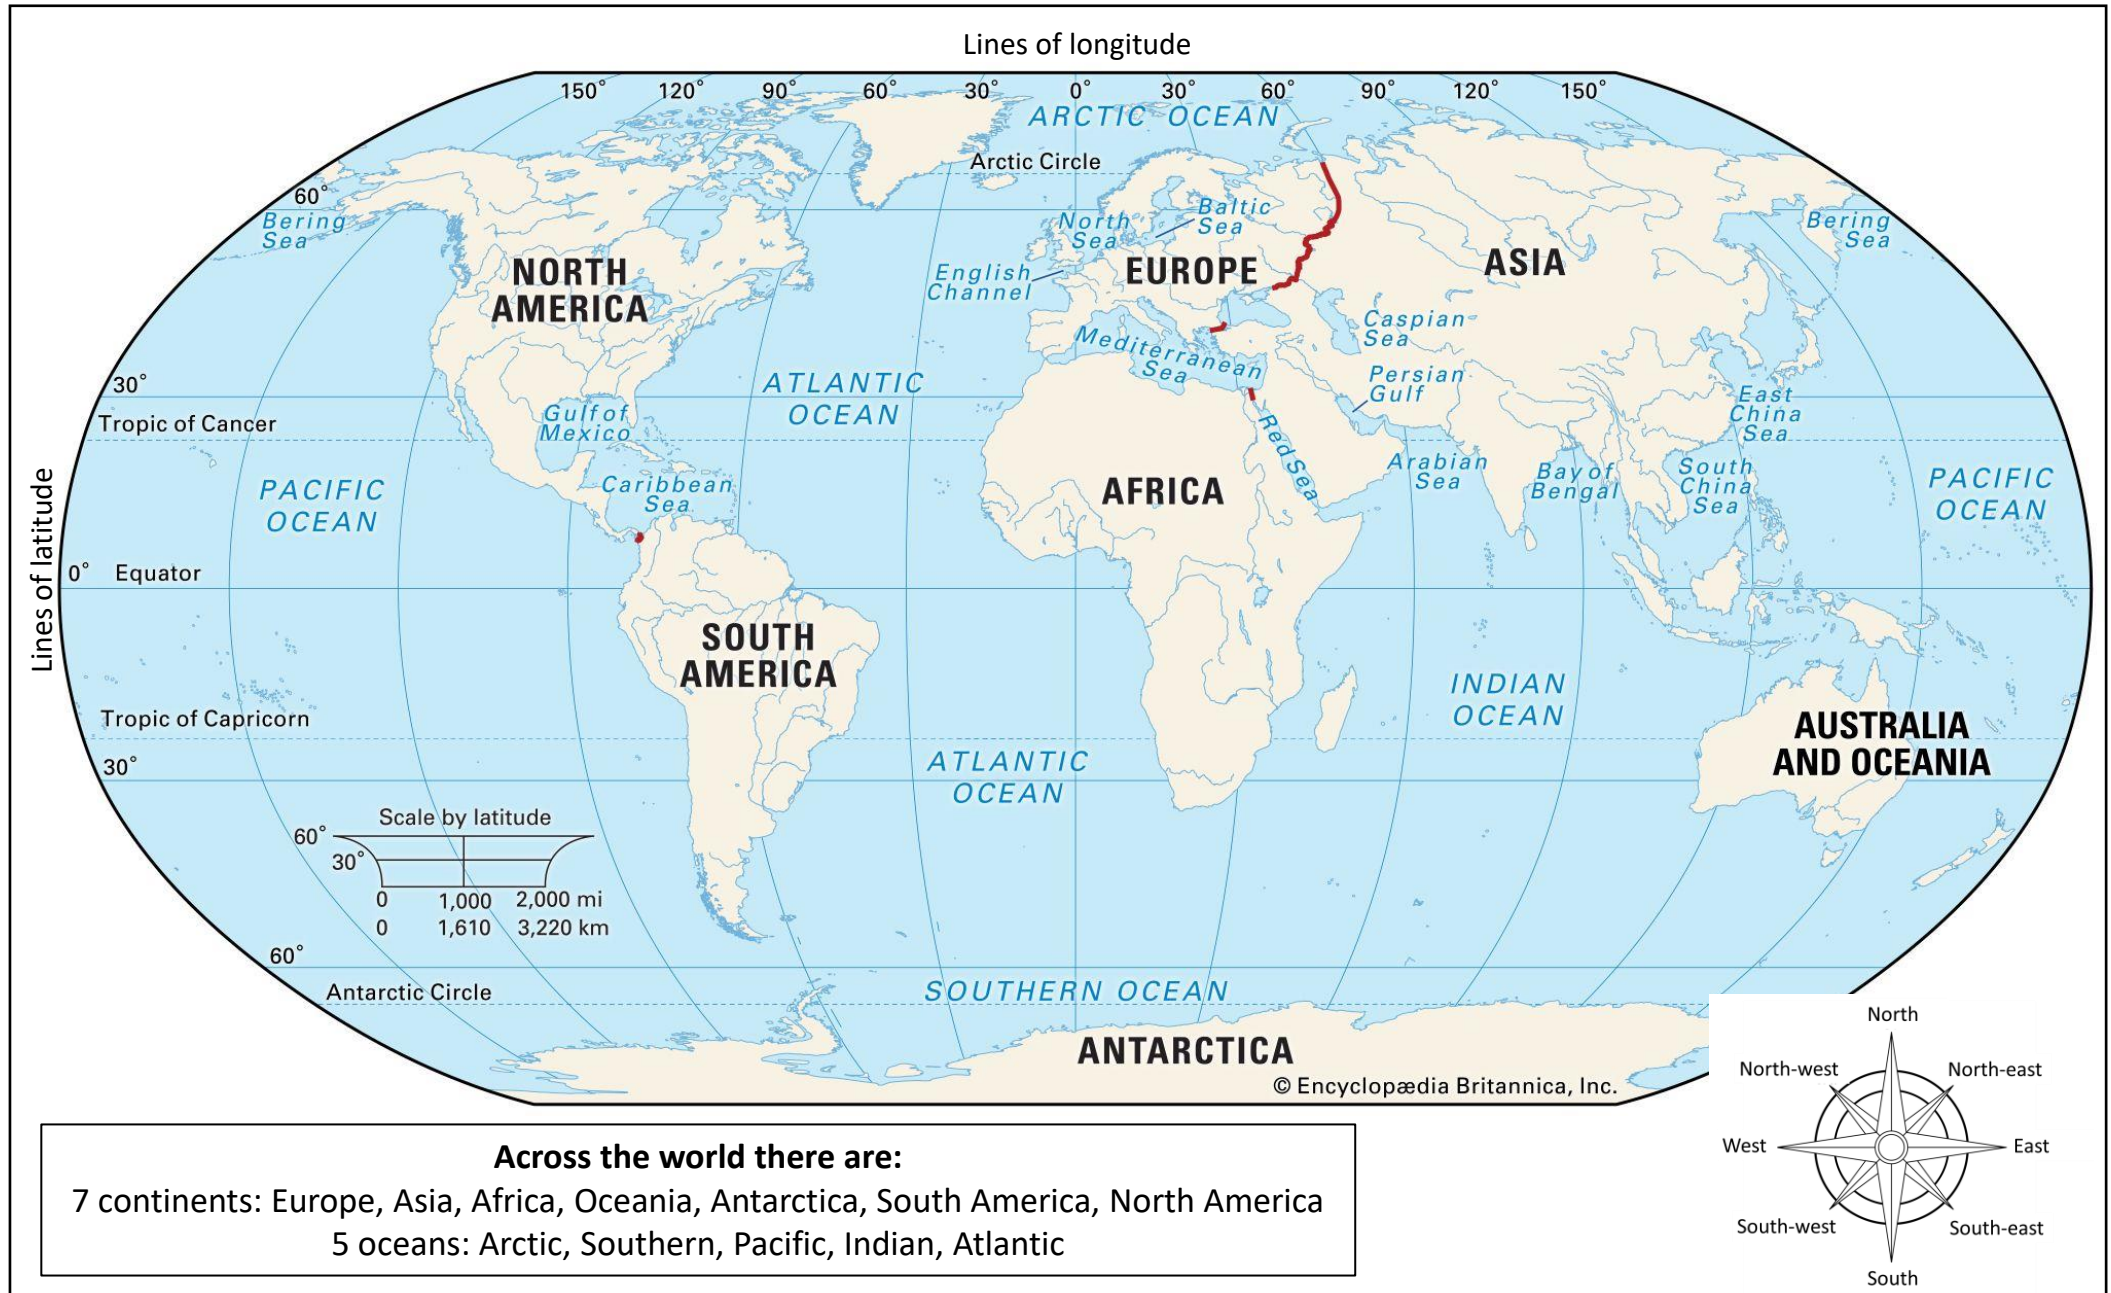 Lines of longitude
150° 120° 90° 60° 30° 0° 30° 60° 90° 120° 150°
ARCTIC OCEAN
Arctic Circle
60°
Bering
Sea
North
Sea
Baltic
Sea
Bering
Sea
NORTH
AMERICA
English
Channel
EUROPE
ASIA
Caspian
Sea
Mediterranean
Sea
Persian
Gulf
30°
Tropic of Cancer
Gulf of
Mexico
ATLANTIC
OCEAN
East
China
Sea
Red Sea
Lines of latitude
PACIFIC
OCEAN
Caribbean
Sea
AFRICA
Arabian
Sea
Bay of
Bengal
South
China
Sea
PACIFIC
OCEAN
0° Equator
SOUTH
AMERICA
INDIAN
OCEAN
Tropic of Capricorn
AUSTRALIA
AND OCEANIA
30°
ATLANTIC
OCEAN
Scale by latitude
60°
30°
0 1,000 2,000 mi
0 1,610 3,220 km
60°
Antarctic Circle
SOUTHERN OCEAN
ANTARCTICA
© Encyclopædia Britannica, Inc.
North
North-west
North-east
West
East
South-west
South-east
South
Across the world there are:
7 continents: Europe, Asia, Africa, Oceania, Antarctica, South America, North America
5 oceans: Arctic, Southern, Pacific, Indian, Atlantic